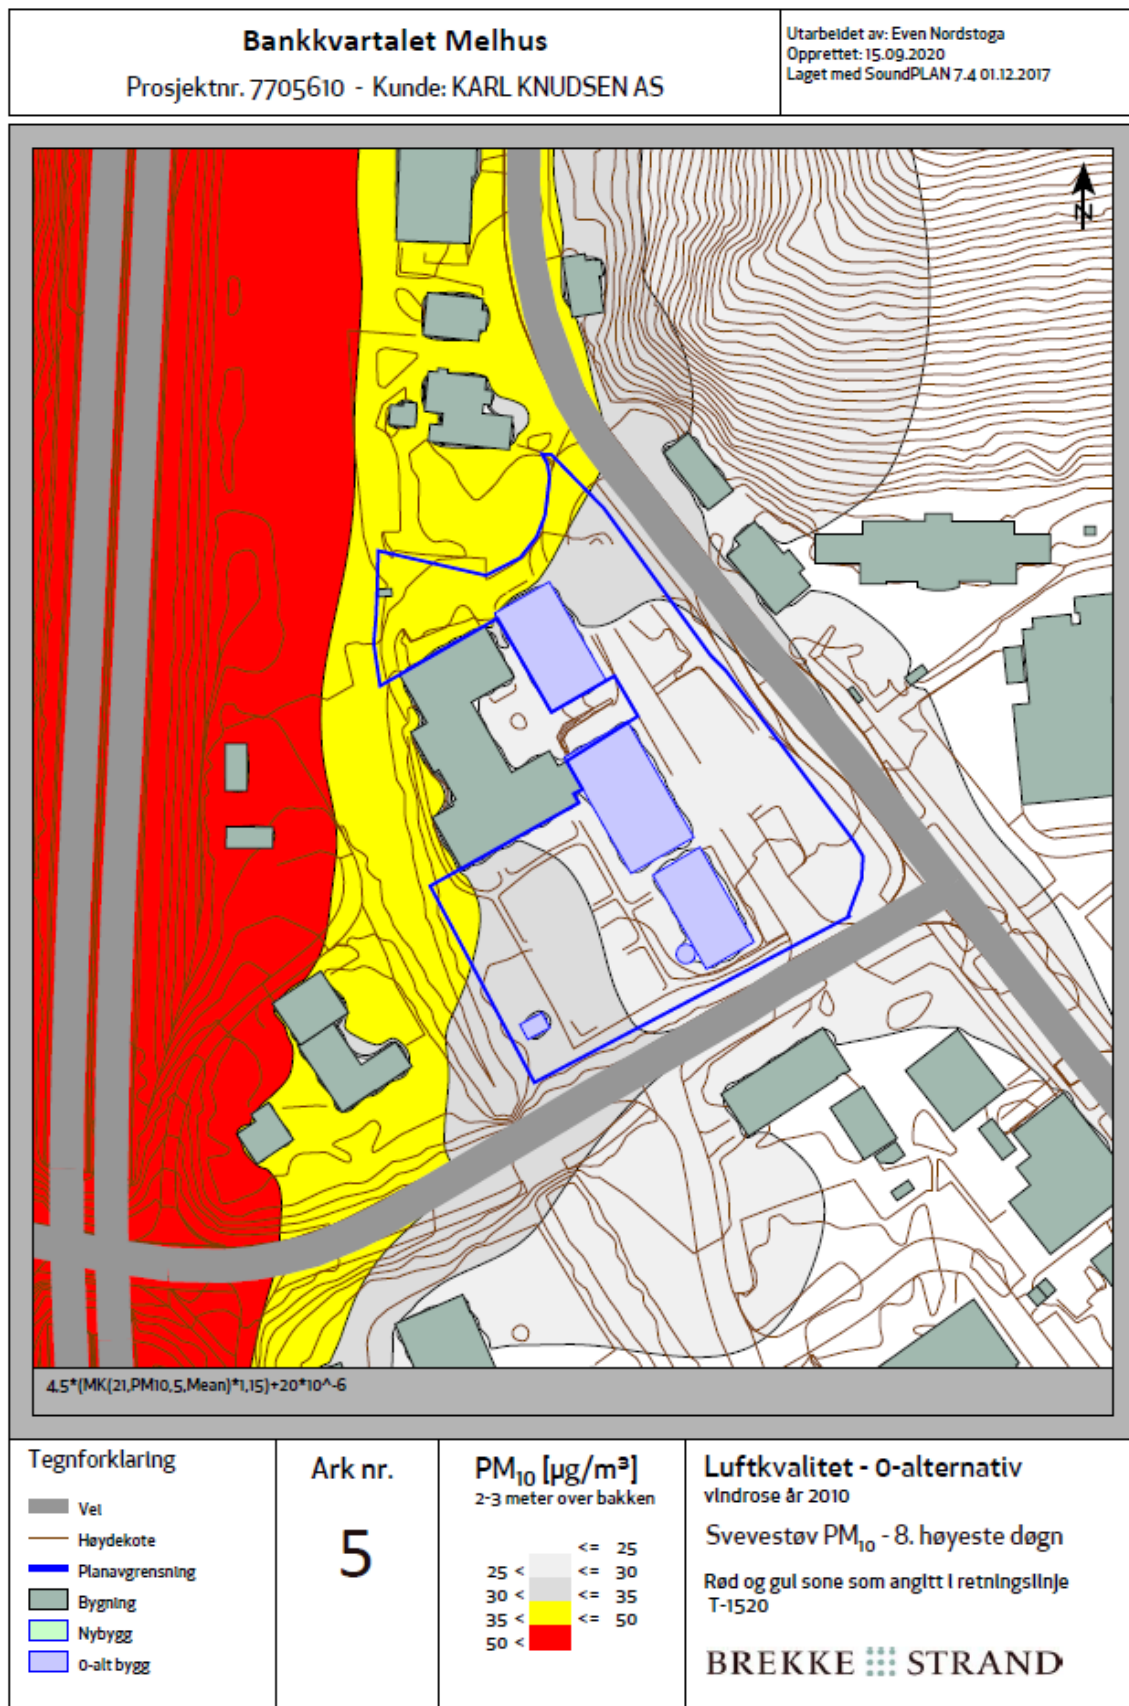 Bankkvartalet Melhus
Prosjektnr. 7705610 - Kunde: KARL KNUDSEN AS
Utarbeidet av: Even Nordstoga
Opprettet: 15.09.2020
Laget med SoundPLAN 7.4 01.12.2017
N
4,5*(MK(21,PM10,5,Mean)*1,15)+20*10^-6
Tegnforklaring
Vei
Høydekote
Planavgrensning
Bygning
Nybygg
0-alt bygg
Ark nr.
5
PM₁₀ [µg/m³]
2-3 meter over bakken
<= 25
25 < <= 30
30 < <= 35
35 < <= 50
50 <
Luftkvalitet - 0-alternativ
vindrose år 2010
Svevestøv PM₁₀ - 8. høyeste døgn
Rød og gul sone som angitt i retningslinje
T-1520
BREKKE STRAND